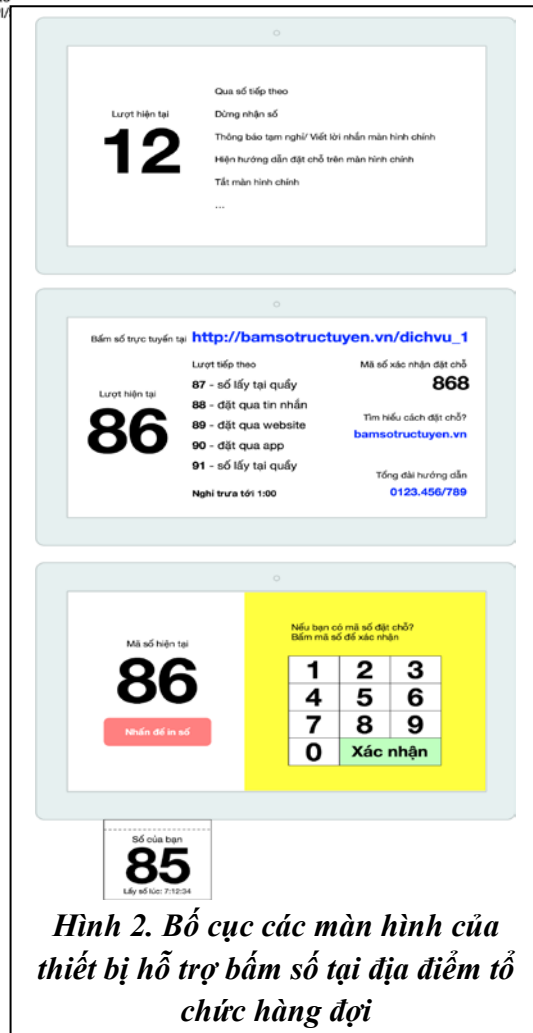 Lượt hiện tại
12
Qua số tiếp theo
Dừng nhận số
Thông báo tạm nghỉ/ Viết lời nhắn màn hình chính
Hiện hướng dẫn đặt chỗ trên màn hình chính
Tắt màn hình chính
...
Bấm số trực tuyến tại http://bamsotructuyen.vn/dichvu_1
Lượt hiện tại
86
Lượt tiếp theo
87 - số lấy tại quầy
88 - đặt qua tin nhắn
89 - đặt qua website
90 - đặt qua app
91 - số lấy tại quầy
Nghỉ trưa tới 1:00
Mã số xác nhận đặt chỗ
868
Tìm hiểu cách đặt chỗ?
bamsotructuyen.vn
Tổng đài hướng dẫn
0123.456/789
Mã số hiện tại
86
Nhấn để in số
Nếu bạn có mã số đặt chỗ?
Bấm mã số để xác nhận
1 2 3
4 5 6
7 8 9
0 Xác nhận
Số của bạn
85
Lấy số lúc: 7:12:34
Hình 2. Bố cục các màn hình của
thiết bị hỗ trợ bấm số tại địa điểm tổ
chức hàng đợi